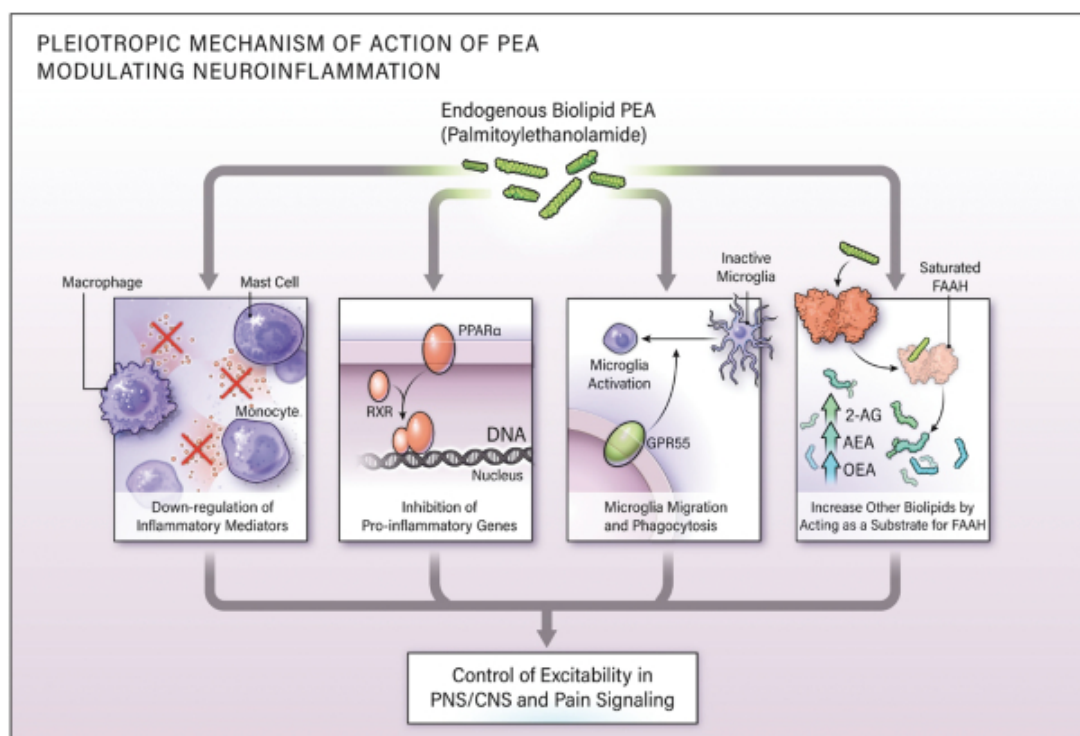 PLEIOTROPIC MECHANISM OF ACTION OF PEA
MODULATING NEUROINFLAMMATION
Endogenous Biolipid PEA
(Palmitoylethanolamide)
Macrophage
Mast Cell
Monocyte
Down-regulation of
Inflammatory Mediators
PPARα
RXR
DNA
Nucleus
Inhibition of
Pro-inflammatory Genes
Inactive
Microglia
Microglia
Activation
GPR55
Microglia Migration
and Phagocytosis
Saturated
FAAH
2-AG
AEA
OEA
Increase Other Biolipids by
Acting as a Substrate for FAAH
Control of Excitability in
PNS/CNS and Pain Signaling